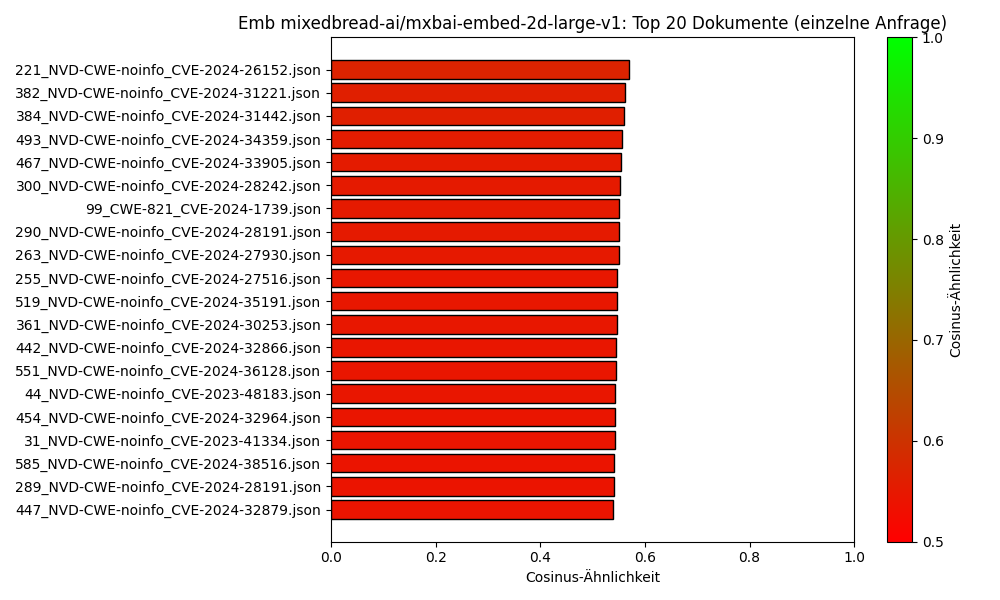 Emb mixedbread-ai/mxbai-embed-2d-large-v1: Top 20 Dokumente (einzelne Anfrage)
221_NVD-CWE-noinfo_CVE-2024-26152.json
382_NVD-CWE-noinfo_CVE-2024-31221.json
384_NVD-CWE-noinfo_CVE-2024-31442.json
493_NVD-CWE-noinfo_CVE-2024-34359.json
467_NVD-CWE-noinfo_CVE-2024-33905.json
300_NVD-CWE-noinfo_CVE-2024-28242.json
99_CWE-821_CVE-2024-1739.json
290_NVD-CWE-noinfo_CVE-2024-28191.json
263_NVD-CWE-noinfo_CVE-2024-27930.json
255_NVD-CWE-noinfo_CVE-2024-27516.json
519_NVD-CWE-noinfo_CVE-2024-35191.json
361_NVD-CWE-noinfo_CVE-2024-30253.json
442_NVD-CWE-noinfo_CVE-2024-32866.json
551_NVD-CWE-noinfo_CVE-2024-36128.json
44_NVD-CWE-noinfo_CVE-2023-48183.json
454_NVD-CWE-noinfo_CVE-2024-32964.json
31_NVD-CWE-noinfo_CVE-2023-41334.json
585_NVD-CWE-noinfo_CVE-2024-38516.json
289_NVD-CWE-noinfo_CVE-2024-28191.json
447_NVD-CWE-noinfo_CVE-2024-32879.json
0.0 0.2 0.4 0.6 0.8 1.0
Cosinus-Ähnlichkeit
1.0
0.9
0.8
0.7
0.6
0.5
Cosinus-Ähnlichkeit